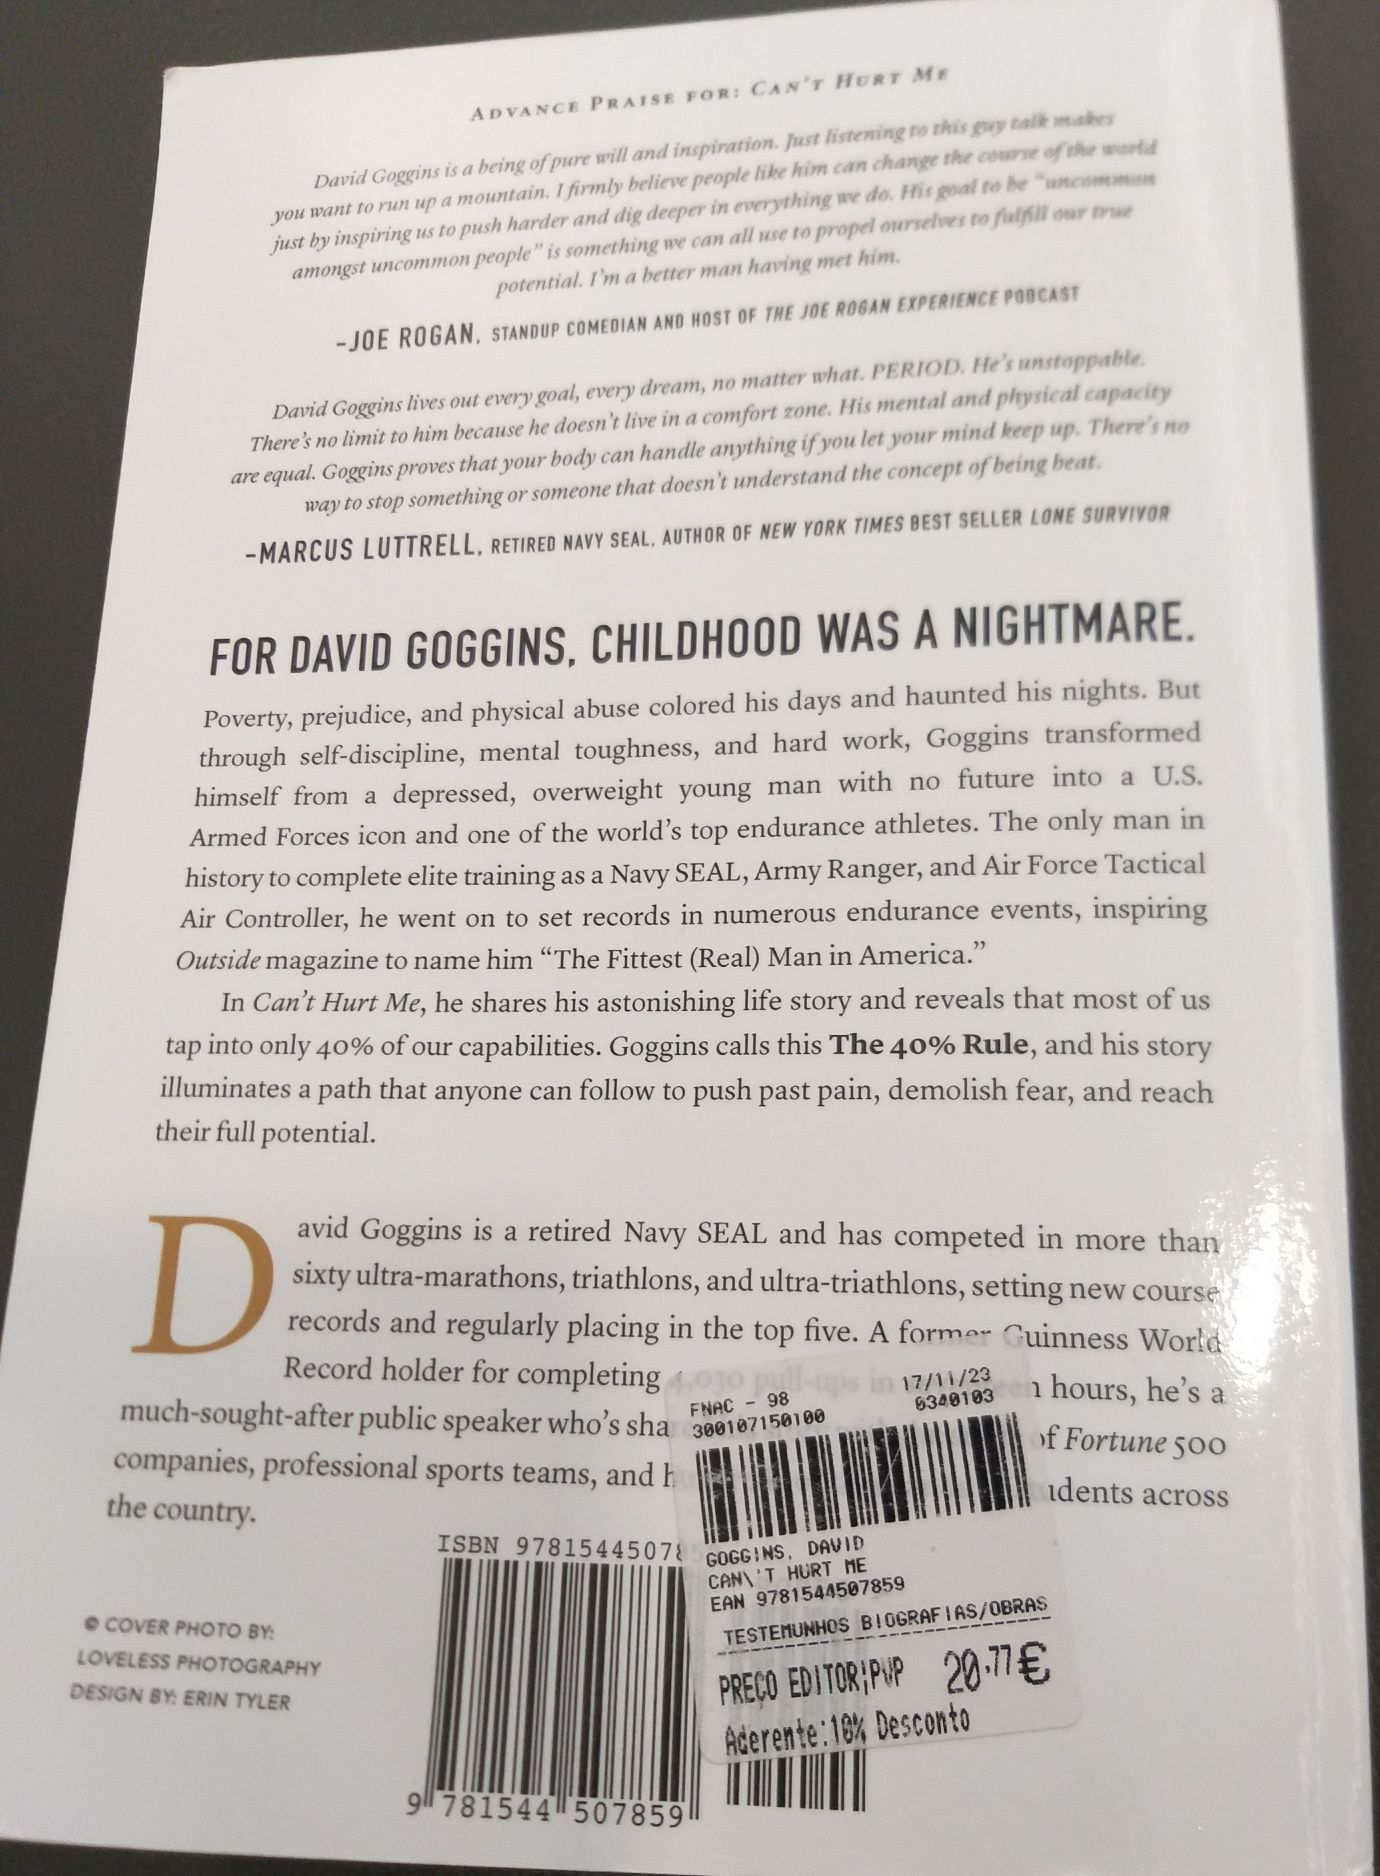 ADVANCE PRAISE FOR: CAN'T HURT ME
David Goggins is a being of pure will and inspiration. Just listening to this guy talk makes
you want to run up a mountain. I firmly believe people like him can change the course of the world
just by inspiring us to push harder and dig deeper in everything we do. His goal to be “uncommon
amongst uncommon people” is something we can all use to propel ourselves to fulfill our true
potential. I'm a better man having met him.
–JOE ROGAN, STANDUP COMEDIAN AND HOST OF THE JOE ROGAN EXPERIENCE PODCAST
David Goggins lives out every goal, every dream, no matter what. PERIOD. He's unstoppable.
There's no limit to him because he doesn't live in a comfort zone. His mental and physical capacity
are equal. Goggins proves that your body can handle anything if you let your mind keep up. There's no
way to stop something or someone that doesn't understand the concept of being beat.
–MARCUS LUTTRELL, RETIRED NAVY SEAL, AUTHOR OF NEW YORK TIMES BEST SELLER LONE SURVIVOR
FOR DAVID GOGGINS, CHILDHOOD WAS A NIGHTMARE.
Poverty, prejudice, and physical abuse colored his days and haunted his nights. But
through self-discipline, mental toughness, and hard work, Goggins transformed
himself from a depressed, overweight young man with no future into a U.S.
Armed Forces icon and one of the world's top endurance athletes. The only man in
history to complete elite training as a Navy SEAL, Army Ranger, and Air Force Tactical
Air Controller, he went on to set records in numerous endurance events, inspiring
Outside magazine to name him “The Fittest (Real) Man in America.”
In Can't Hurt Me, he shares his astonishing life story and reveals that most of us
tap into only 40% of our capabilities. Goggins calls this The 40% Rule, and his story
illuminates a path that anyone can follow to push past pain, demolish fear, and reach
their full potential.
David Goggins is a retired Navy SEAL and has competed in more than
sixty ultra-marathons, triathlons, and ultra-triathlons, setting new course
records and regularly placing in the top five. A former Guinness World
Record holder for completing 4,030 pull-ups in hours, he's a
much-sought-after public speaker who's of Fortune 500
companies, professional sports teams, and across
the country.
FNAC - 98 17/11/23
300107150100 0340103
GOGGINS, DAVID
CAN\'T HURT ME
EAN 9781544507859
TESTEMUNHOS BIOGRAFIAS/OBRAS
PREÇO EDITOR|PVP 20.77€
Aderente:10% Desconto
ISBN 978154450785
9 781544 507859
© COVER PHOTO BY:
LOVELESS PHOTOGRAPHY
DESIGN BY: ERIN TYLER